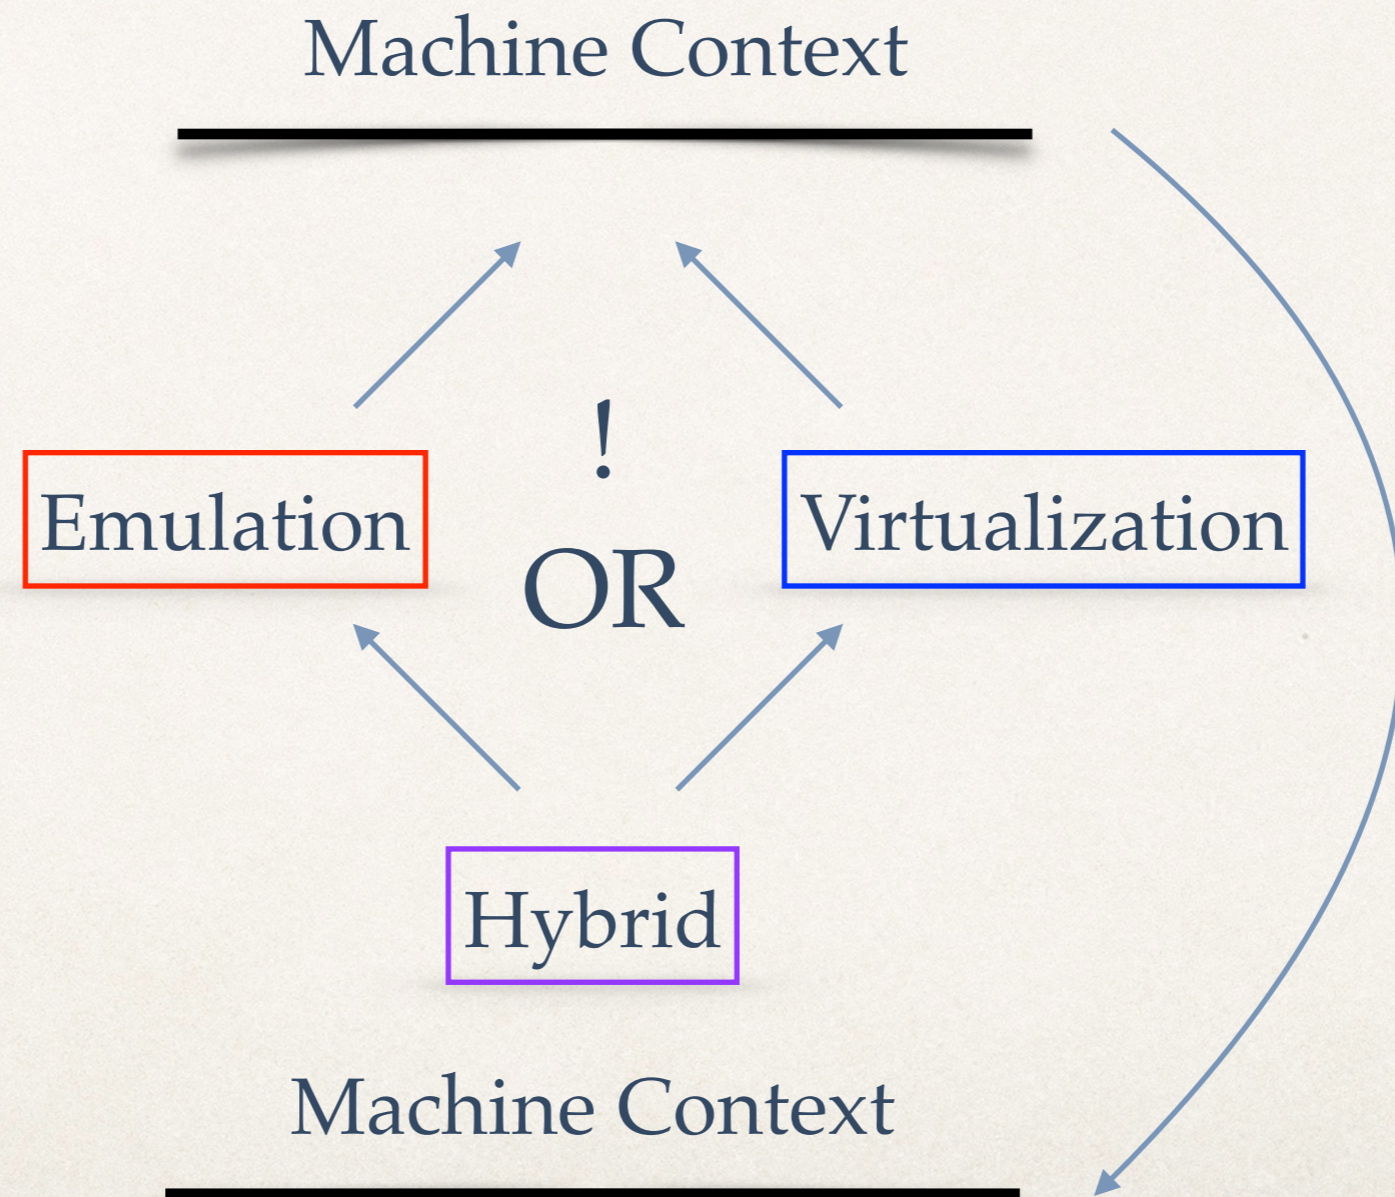 Machine Context
!
Emulation
OR
Virtualization
Hybrid
Machine Context